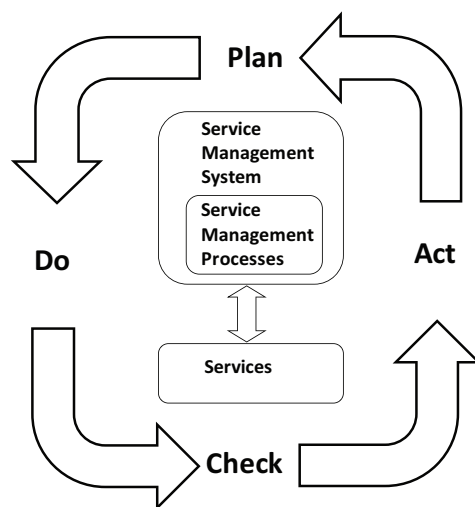 Plan
Service
Management
System
Service
Management
Processes
Do
Act
Services
Check